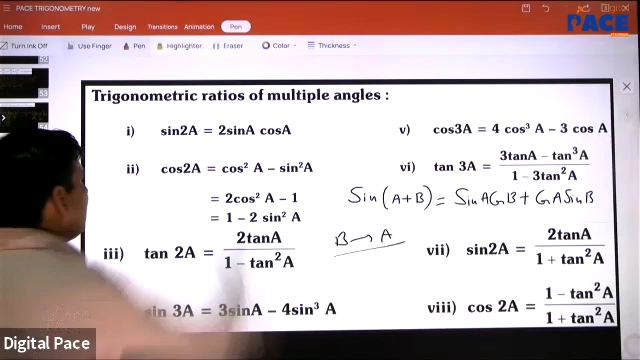 PACE TRIGONOMETRY new
Home Insert Play Design Transitions Animation Pen
Turn Ink Off Use Finger Pen Highlighter Eraser Color Thickness
PACE
53
Trigonometric ratios of multiple angles :
i) sin2A = 2sinA cosA
v) cos3A = 4 cos³ A – 3 cos A
ii) cos2A = cos² A – sin²A
vi) tan 3A = (3tanA – tan³A) / (1 – 3tan²A)
= 2cos² A – 1
Sin(A+B) = SinACosB + CosASinB
= 1 – 2 sin² A
iii) tan 2A = 2tanA / (1 – tan²A)
B → A
vii) sin2A = 2tanA / (1 + tan²A)
sin 3A = 3sinA – 4sin³ A
viii) cos 2A = (1 – tan²A) / (1 + tan²A)
Digital Pace